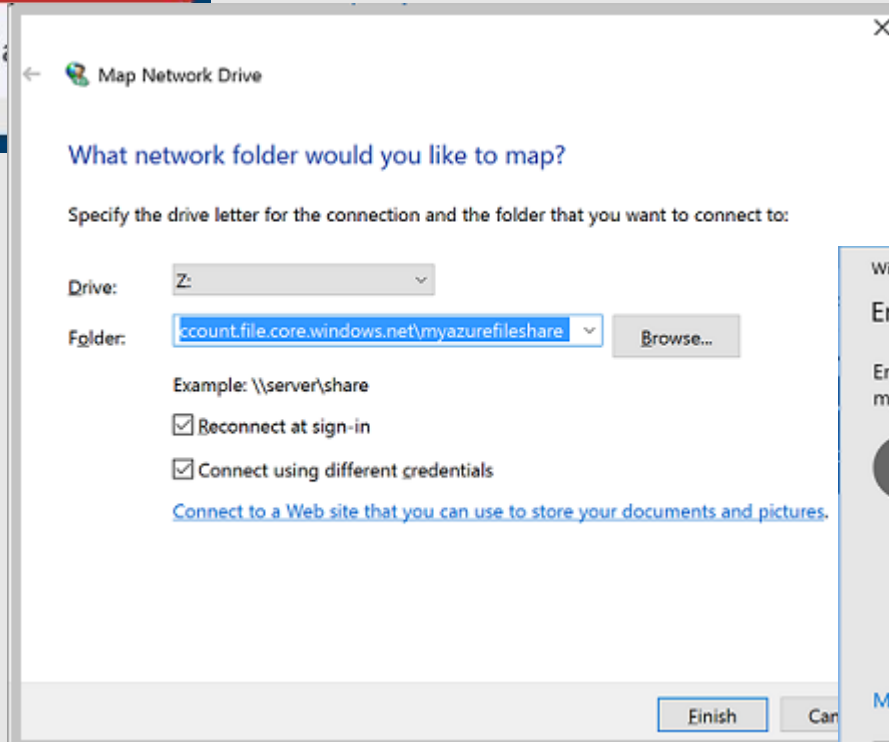 Map Network Drive
What network folder would you like to map?
Specify the drive letter for the connection and the folder that you want to connect to:
Drive: Z:
Folder: ccount.file.core.windows.net\myazurefileshare Browse...
Example: \\server\share
Reconnect at sign-in
Connect using different credentials
Connect to a Web site that you can use to store your documents and pictures.
Finish